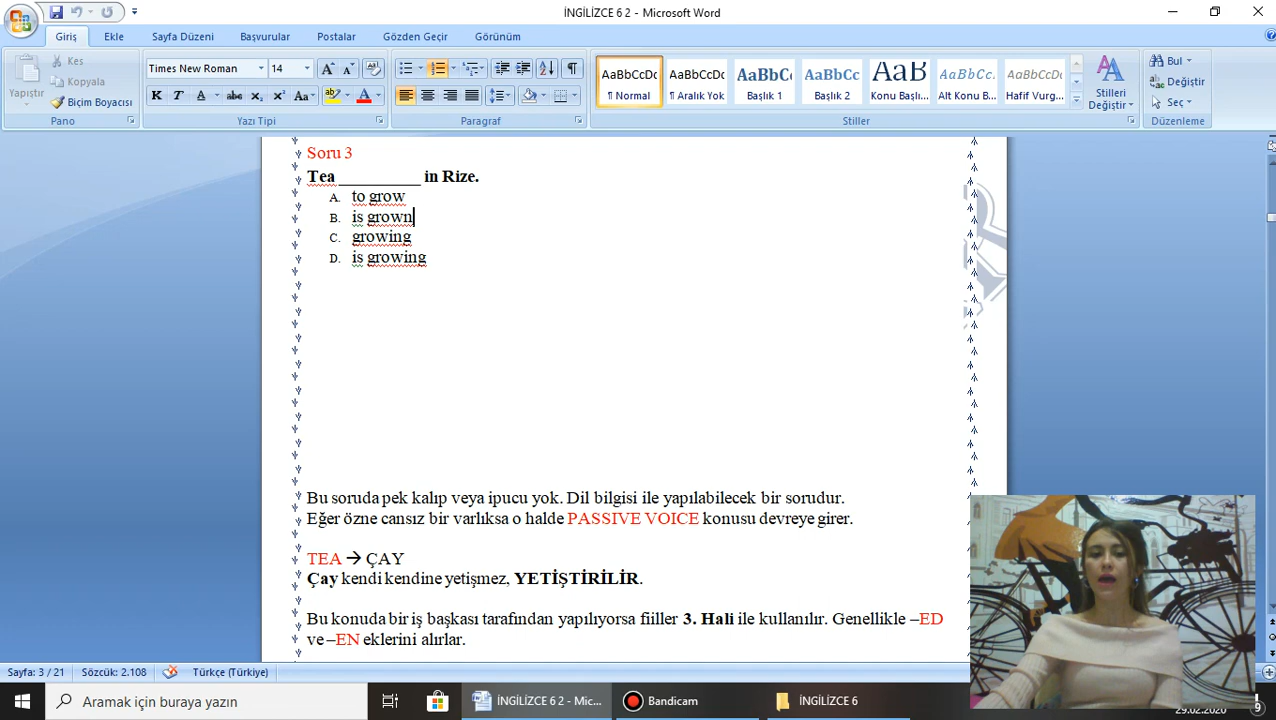 İNGİLİZCE 6 2 - Microsoft Word
Giriş Ekle Sayfa Düzeni Başvurular Postalar Gözden Geçir Görünüm
Yapıştır
Kes
Kopyala
Biçim Boyacısı
Pano
Times New Roman 14
Yazı Tipi
Paragraf
AaBbCcDc
¶ Normal
AaBbCcDc
¶ Aralık Yok
AaBbCc
Başlık 1
AaBbCc
Başlık 2
AaB
Konu Başlı...
AaBbCc.
Alt Konu B...
AaBbCcDc
Hafif Vurg...
Stilleri Değiştir
Stiller
Bul
Değiştir
Seç
Düzenleme
Soru 3
Tea __________ in Rize.
A. to grow
B. is grown
C. growing
D. is growing
Bu soruda pek kalıp veya ipucu yok. Dil bilgisi ile yapılabilecek bir sorudur.
Eğer özne cansız bir varlıksa o halde PASSIVE VOICE konusu devreye girer.
TEA → ÇAY
Çay kendi kendine yetişmez, YETİŞTİRİLİR.
Bu konuda bir iş başkası tarafından yapılıyorsa fiiller 3. Hali ile kullanılır. Genellikle –ED
ve –EN eklerini alırlar.
Sayfa: 3 / 21 Sözcük: 2.108 Türkçe (Türkiye)
Aramak için buraya yazın
İNGİLİZCE 6 2 - Mic...
Bandicam
İNGİLİZCE 6
29.02.2020